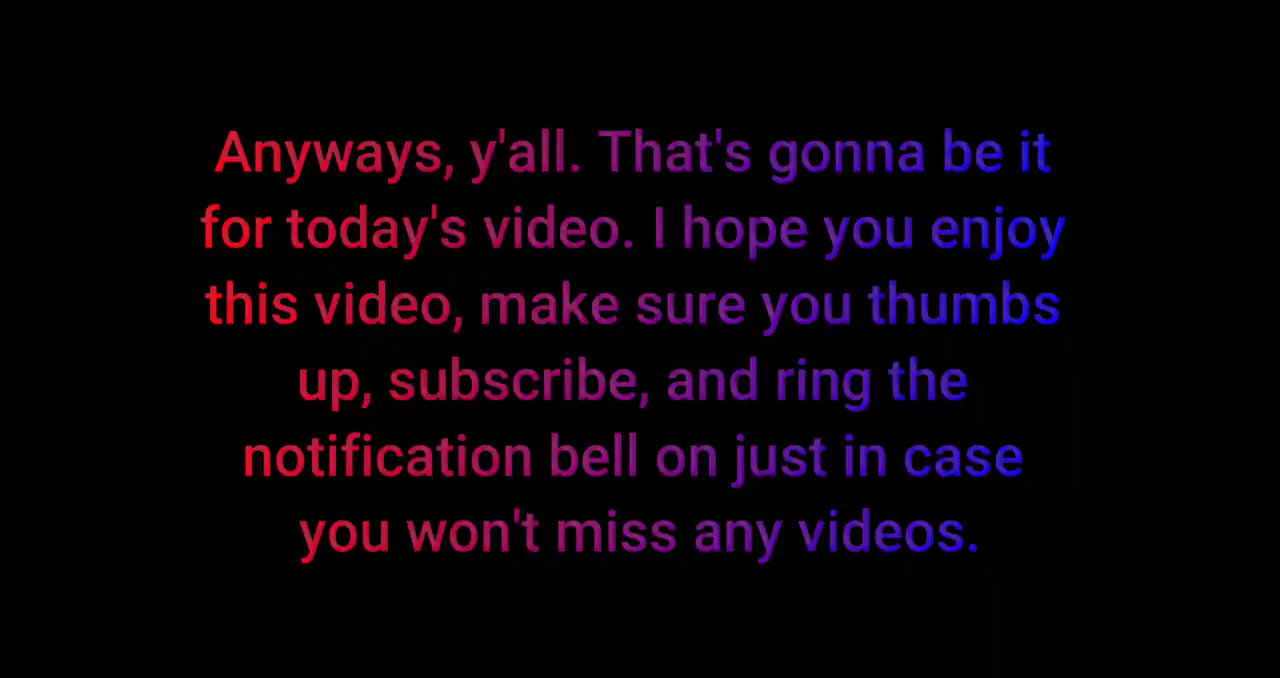 Anyways, y'all. That's gonna be it
for today's video. I hope you enjoy
this video, make sure you thumbs
up, subscribe, and ring the
notification bell on just in case
you won't miss any videos.